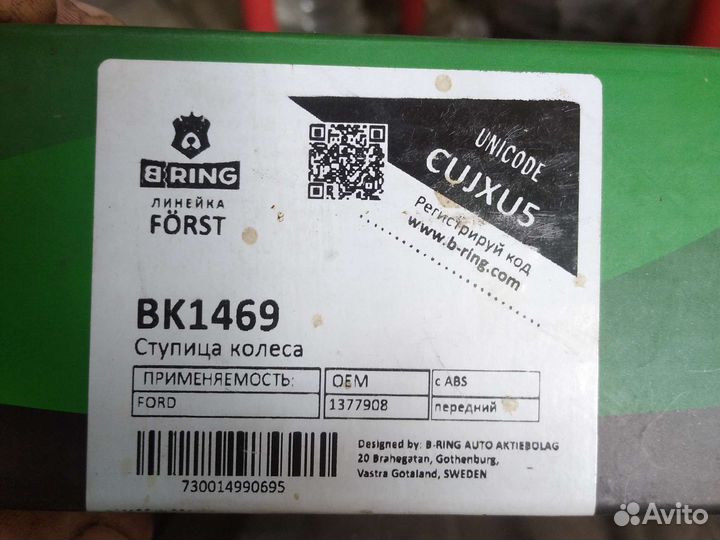 B-RING
ЛИНЕЙКА
FÖRST
UNICODE
CUJXU5
Регистрируй код
www.b-ring.com
BK1469
Ступица колеса
ПРИМЕНЯЕМОСТЬ: OEM с ABS
FORD 1377908 передний
730014990695
Designed by: B-RING AUTO AKTIEBOLAG
20 Brahegatan, Gothenburg,
Vastra Gotaland, SWEDEN
Avito